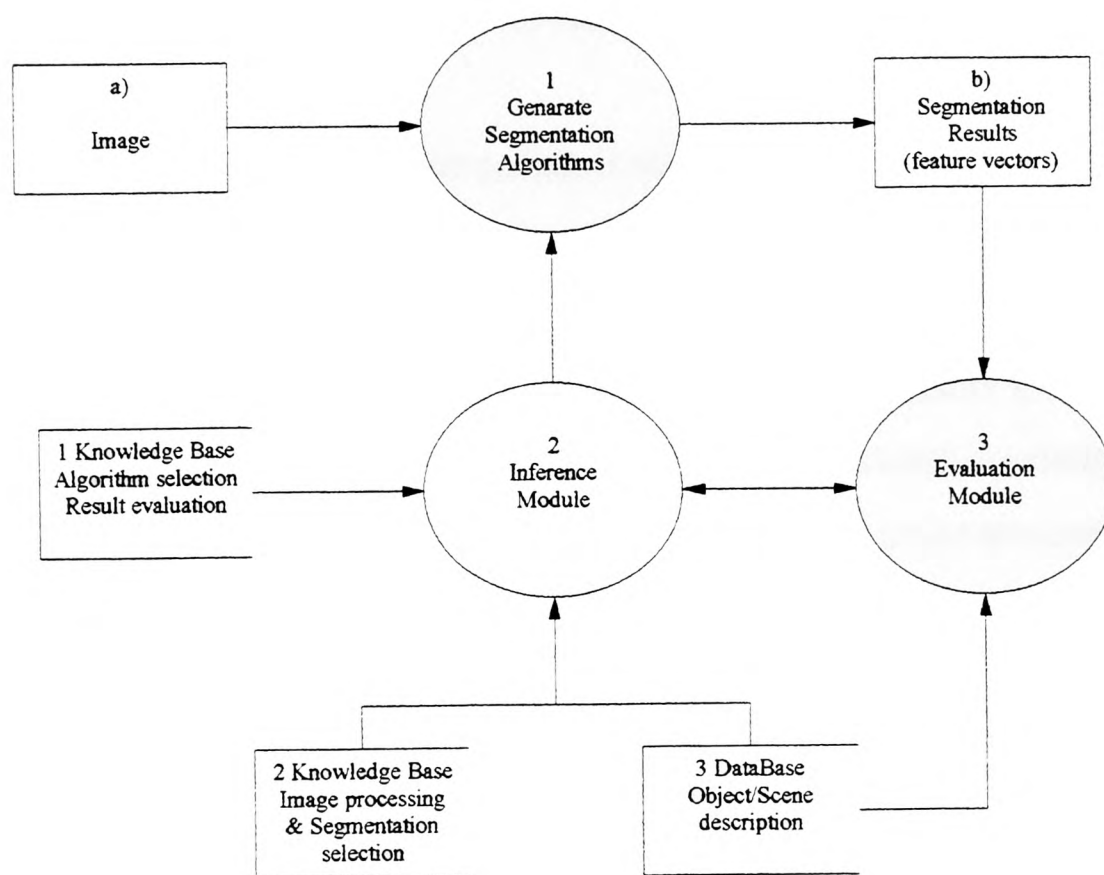 a)
Image
1
Genarate
Segmentation
Algorithms
b)
Segmentation
Results
(feature vectors)
1 Knowledge Base
Algorithm selection
Result evaluation
2
Inference
Module
3
Evaluation
Module
2 Knowledge Base
Image processing
& Segmentation
selection
3 DataBase
Object/Scene
description